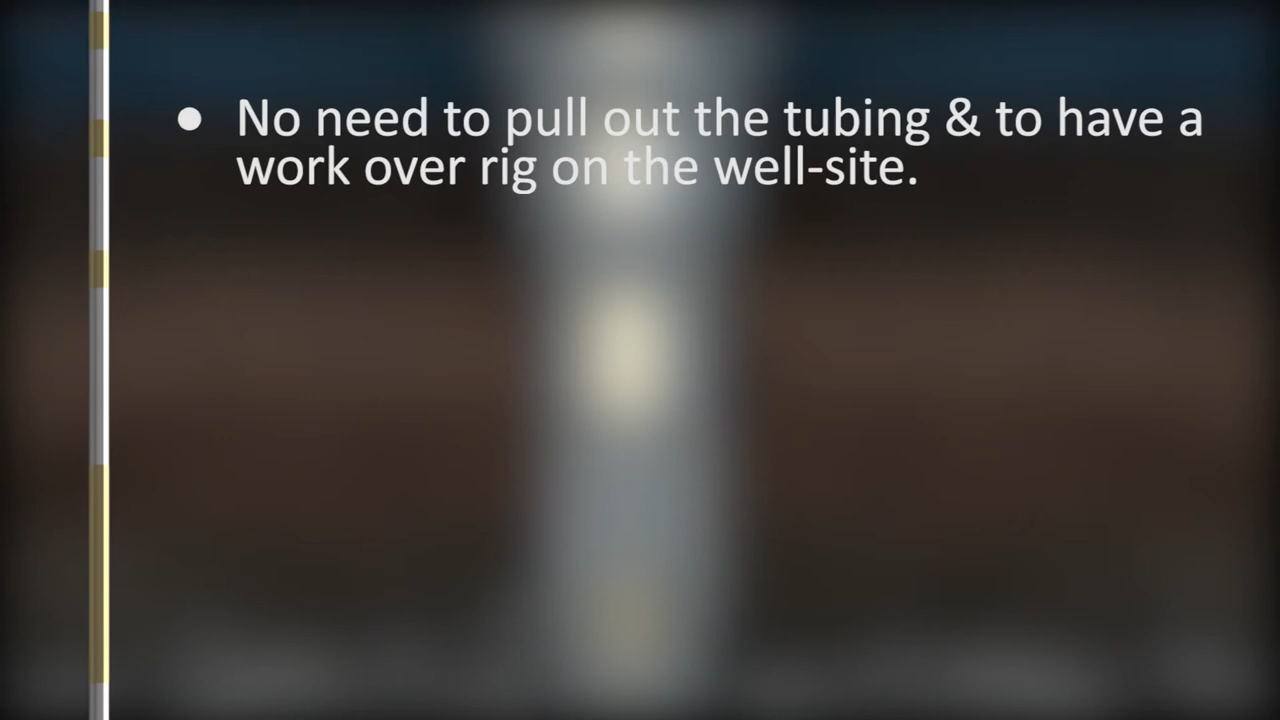 ● No need to pull out the tubing & to have a
work over rig on the well-site.